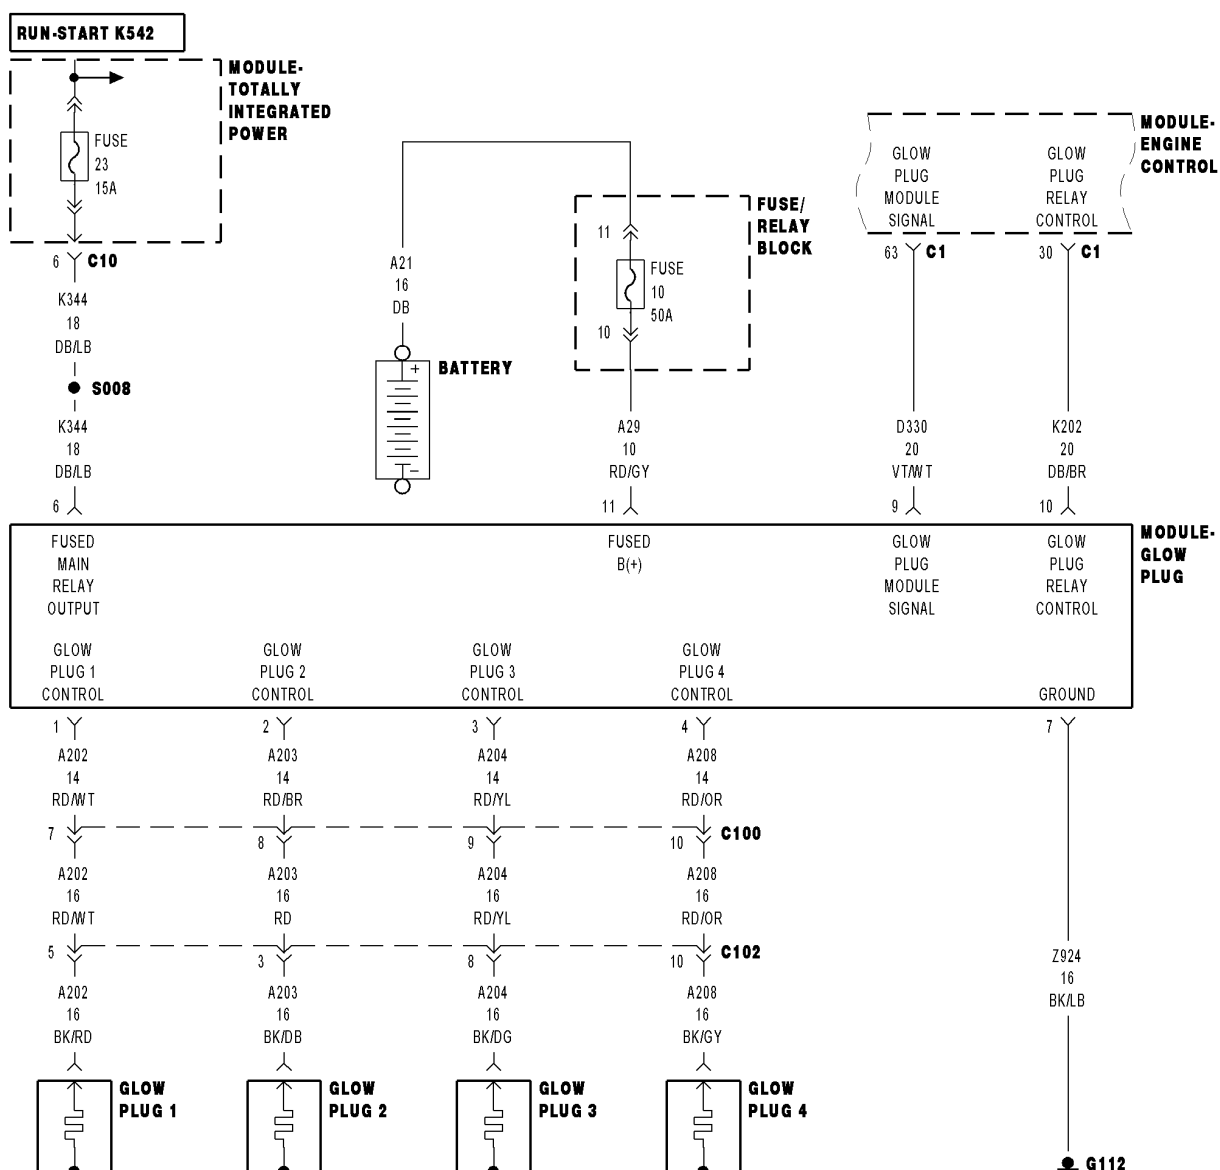 RUN-START K542
MODULE-
TOTALLY
INTEGRATED
POWER
FUSE
23
15A
6 C10
K344
18
DB/LB
S008
K344
18
DB/LB
6
A21
16
DB
+
BATTERY
-
FUSE/
RELAY
BLOCK
11
FUSE
10
50A
10
A29
10
RD/GY
11
MODULE-
ENGINE
CONTROL
GLOW
PLUG
MODULE
SIGNAL
63 C1
D330
20
VT/WT
9
GLOW
PLUG
RELAY
CONTROL
30 C1
K202
20
DB/BR
10
MODULE-
GLOW
PLUG
FUSED
MAIN
RELAY
OUTPUT
FUSED
B(+)
GLOW
PLUG
MODULE
SIGNAL
GLOW
PLUG
RELAY
CONTROL
GLOW
PLUG 1
CONTROL
GLOW
PLUG 2
CONTROL
GLOW
PLUG 3
CONTROL
GLOW
PLUG 4
CONTROL
GROUND
1
A202
14
RD/WT
2
A203
14
RD/BR
3
A204
14
RD/YL
4
A208
14
RD/OR
7
7
8
9
10
C100
A202
16
RD/WT
A203
16
RD
A204
16
RD/YL
A208
16
RD/OR
5
3
8
10
C102
A202
16
BK/RD
A203
16
BK/DB
A204
16
BK/DG
A208
16
BK/GY
Z924
16
BK/LB
GLOW
PLUG 1
GLOW
PLUG 2
GLOW
PLUG 3
GLOW
PLUG 4
G112